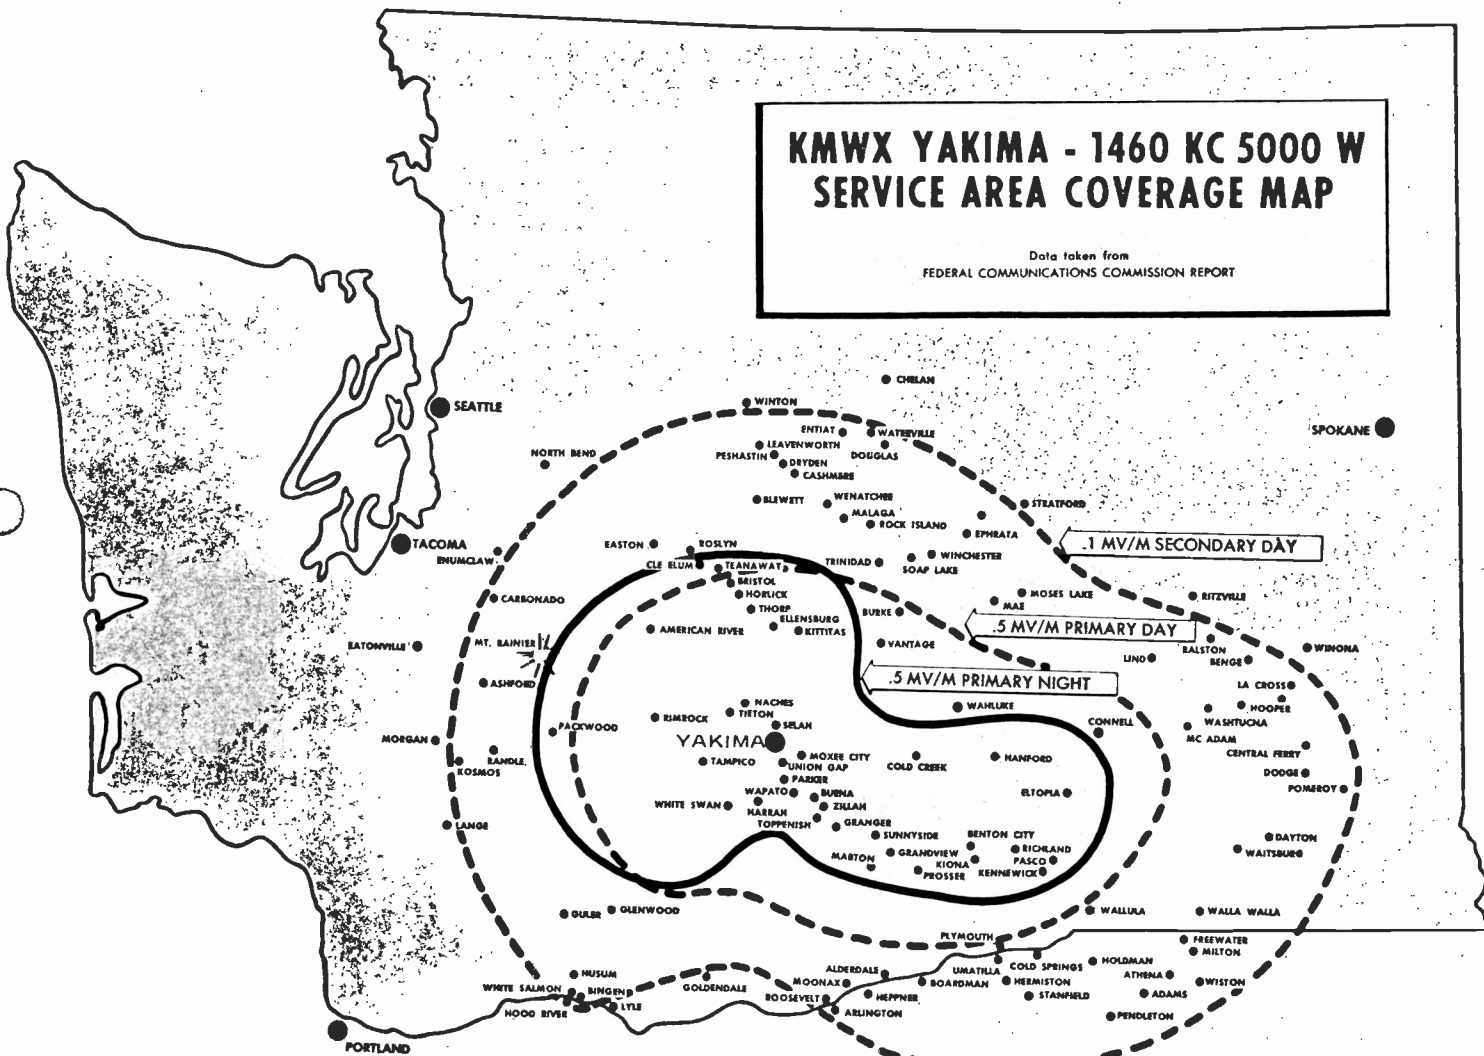 KMWX YAKIMA - 1460 KC 5000 W
SERVICE AREA COVERAGE MAP
Data taken from
FEDERAL COMMUNICATIONS COMMISSION REPORT
CHELAN
WINTON
SEATTLE
ENTIAT
WATERVILLE
SPOKANE
LEAVENWORTH
PESHASTIN
DOUGLAS
NORTH BEND
DRYDEN
CASHMERE
BLEWETT
WENATCHEE
STRATFORD
MALAGA
ROCK ISLAND
EPHRATA
TACOMA
ENUMCLAW
EASTON
ROSLYN
.1 MV/M SECONDARY DAY
WINCHESTER
CLE ELUM
TEANAWAY
TRINIDAD
SOAP LAKE
BRISTOL
HORLICK
MOSES LAKE
RITZVILLE
CARBONADO
MAE
THORP
BURKE
ELLENSBURG
AMERICAN RIVER
KITTITAS
.5 MV/M PRIMARY DAY
EATONVILLE
MT. RAINIER
VANTAGE
RALSTON
WINONA
LIND
BENGE
ASHFORD
.5 MV/M PRIMARY NIGHT
LA CROSS
NACHES
WAHLUKE
HOOPER
TIETON
RIMROCK
SELAH
CONNELL
WASHTUCNA
PACKWOOD
MORGAN
YAKIMA
MC ADAM
CENTRAL FERRY
RANDLE
TAMPICO
MOXEE CITY
UNION GAP
COLD CREEK
HANFORD
KOSMOS
DODGE
PARKER
POMEROY
WAPATO
BUENA
ELTOPIA
WHITE SWAN
ZILLAH
HARRAH
TOPPENISH
GRANGER
LANGE
SUNNYSIDE
BENTON CITY
DAYTON
MABTON
GRANDVIEW
RICHLAND
WAITSBURG
KIONA
PASCO
PROSSER
KENNEWICK
GULER
GLENWOOD
WALLULA
WALLA WALLA
PLYMOUTH
FREEWATER
MILTON
HUSUM
ALDERDALE
UMATILLA
COLD SPRINGS
HOLDMAN
ATHENA
WHITE SALMON
BINGEN
GOLDENDALE
MOONAX
BOARDMAN
HERMISTON
WISTON
ROOSEVELT
HEPPNER
STANFIELD
ADAMS
HOOD RIVER
LYLE
ARLINGTON
PENDLETON
PORTLAND